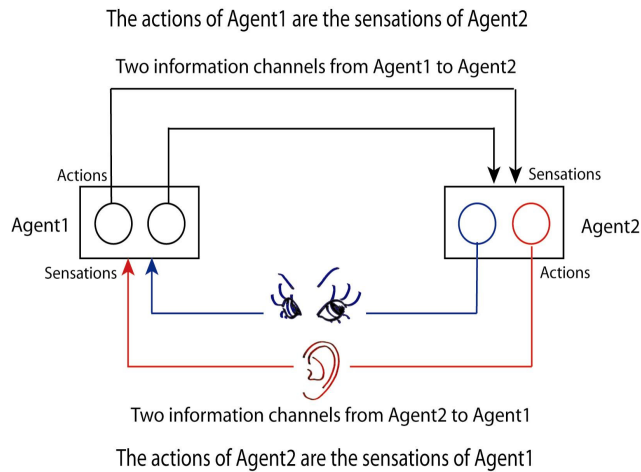 The actions of Agent1 are the sensations of Agent2
Two information channels from Agent1 to Agent2
Actions
Sensations
Agent1
Agent2
Sensations
Actions
Two information channels from Agent2 to Agent1
The actions of Agent2 are the sensations of Agent1